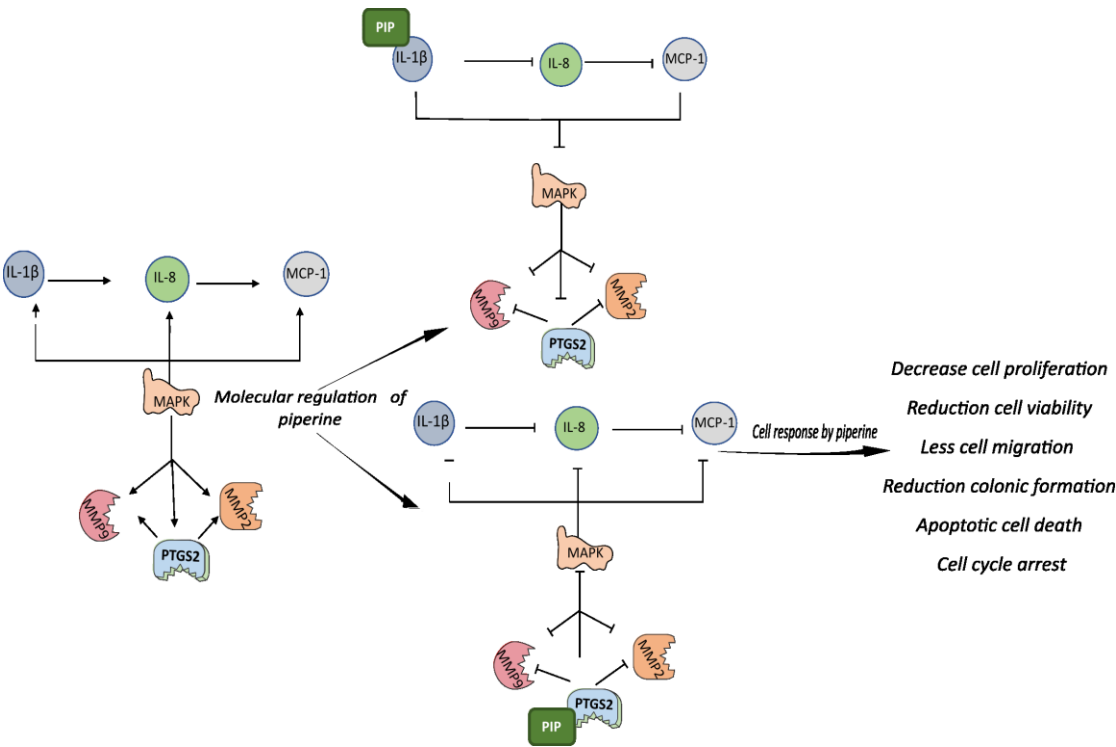 PIP
IL-1β
IL-8
MCP-1
MAPK
MMP9
MMP2
PTGS2
IL-1β
IL-8
MCP-1
MAPK
MMP9
MMP2
PTGS2
Molecular regulation of
piperine
IL-1β
IL-8
MCP-1
MAPK
MMP9
MMP2
PTGS2
PIP
Cell response by piperine
Decrease cell proliferation
Reduction cell viability
Less cell migration
Reduction colonic formation
Apoptotic cell death
Cell cycle arrest